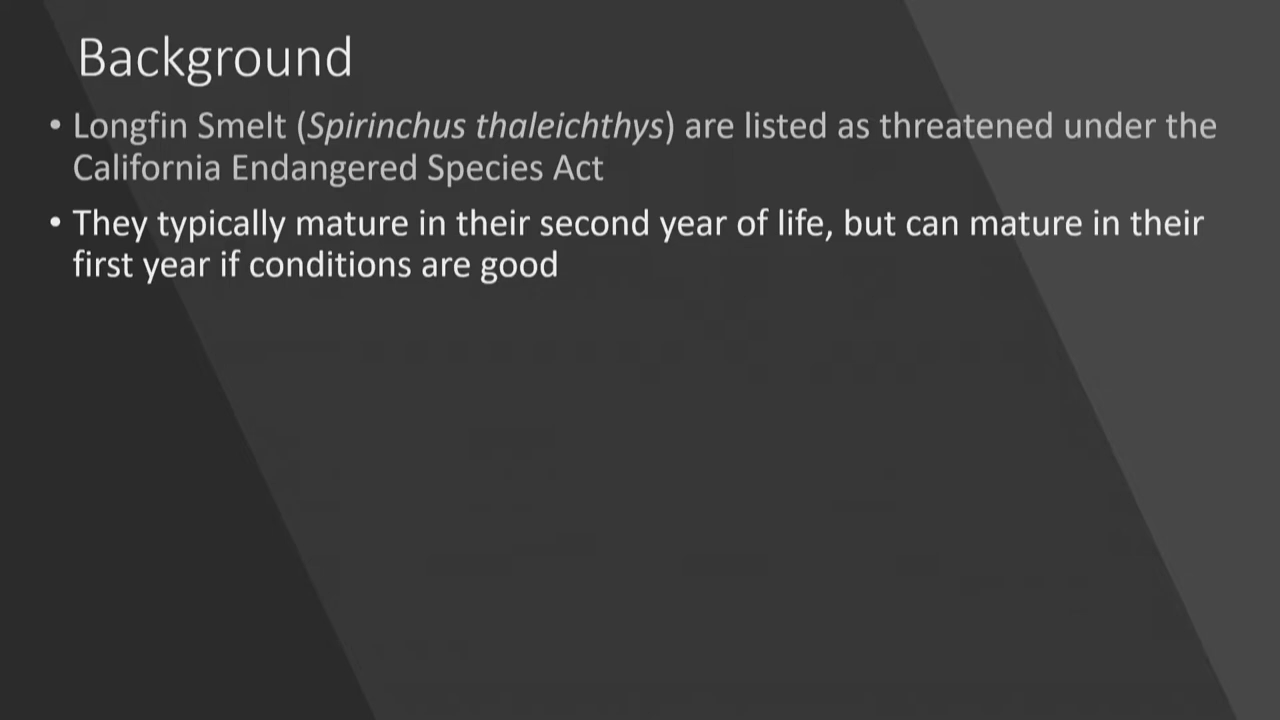 Background
• Longfin Smelt (Spirinchus thaleichthys) are listed as threatened under the
California Endangered Species Act
• They typically mature in their second year of life, but can mature in their
first year if conditions are good